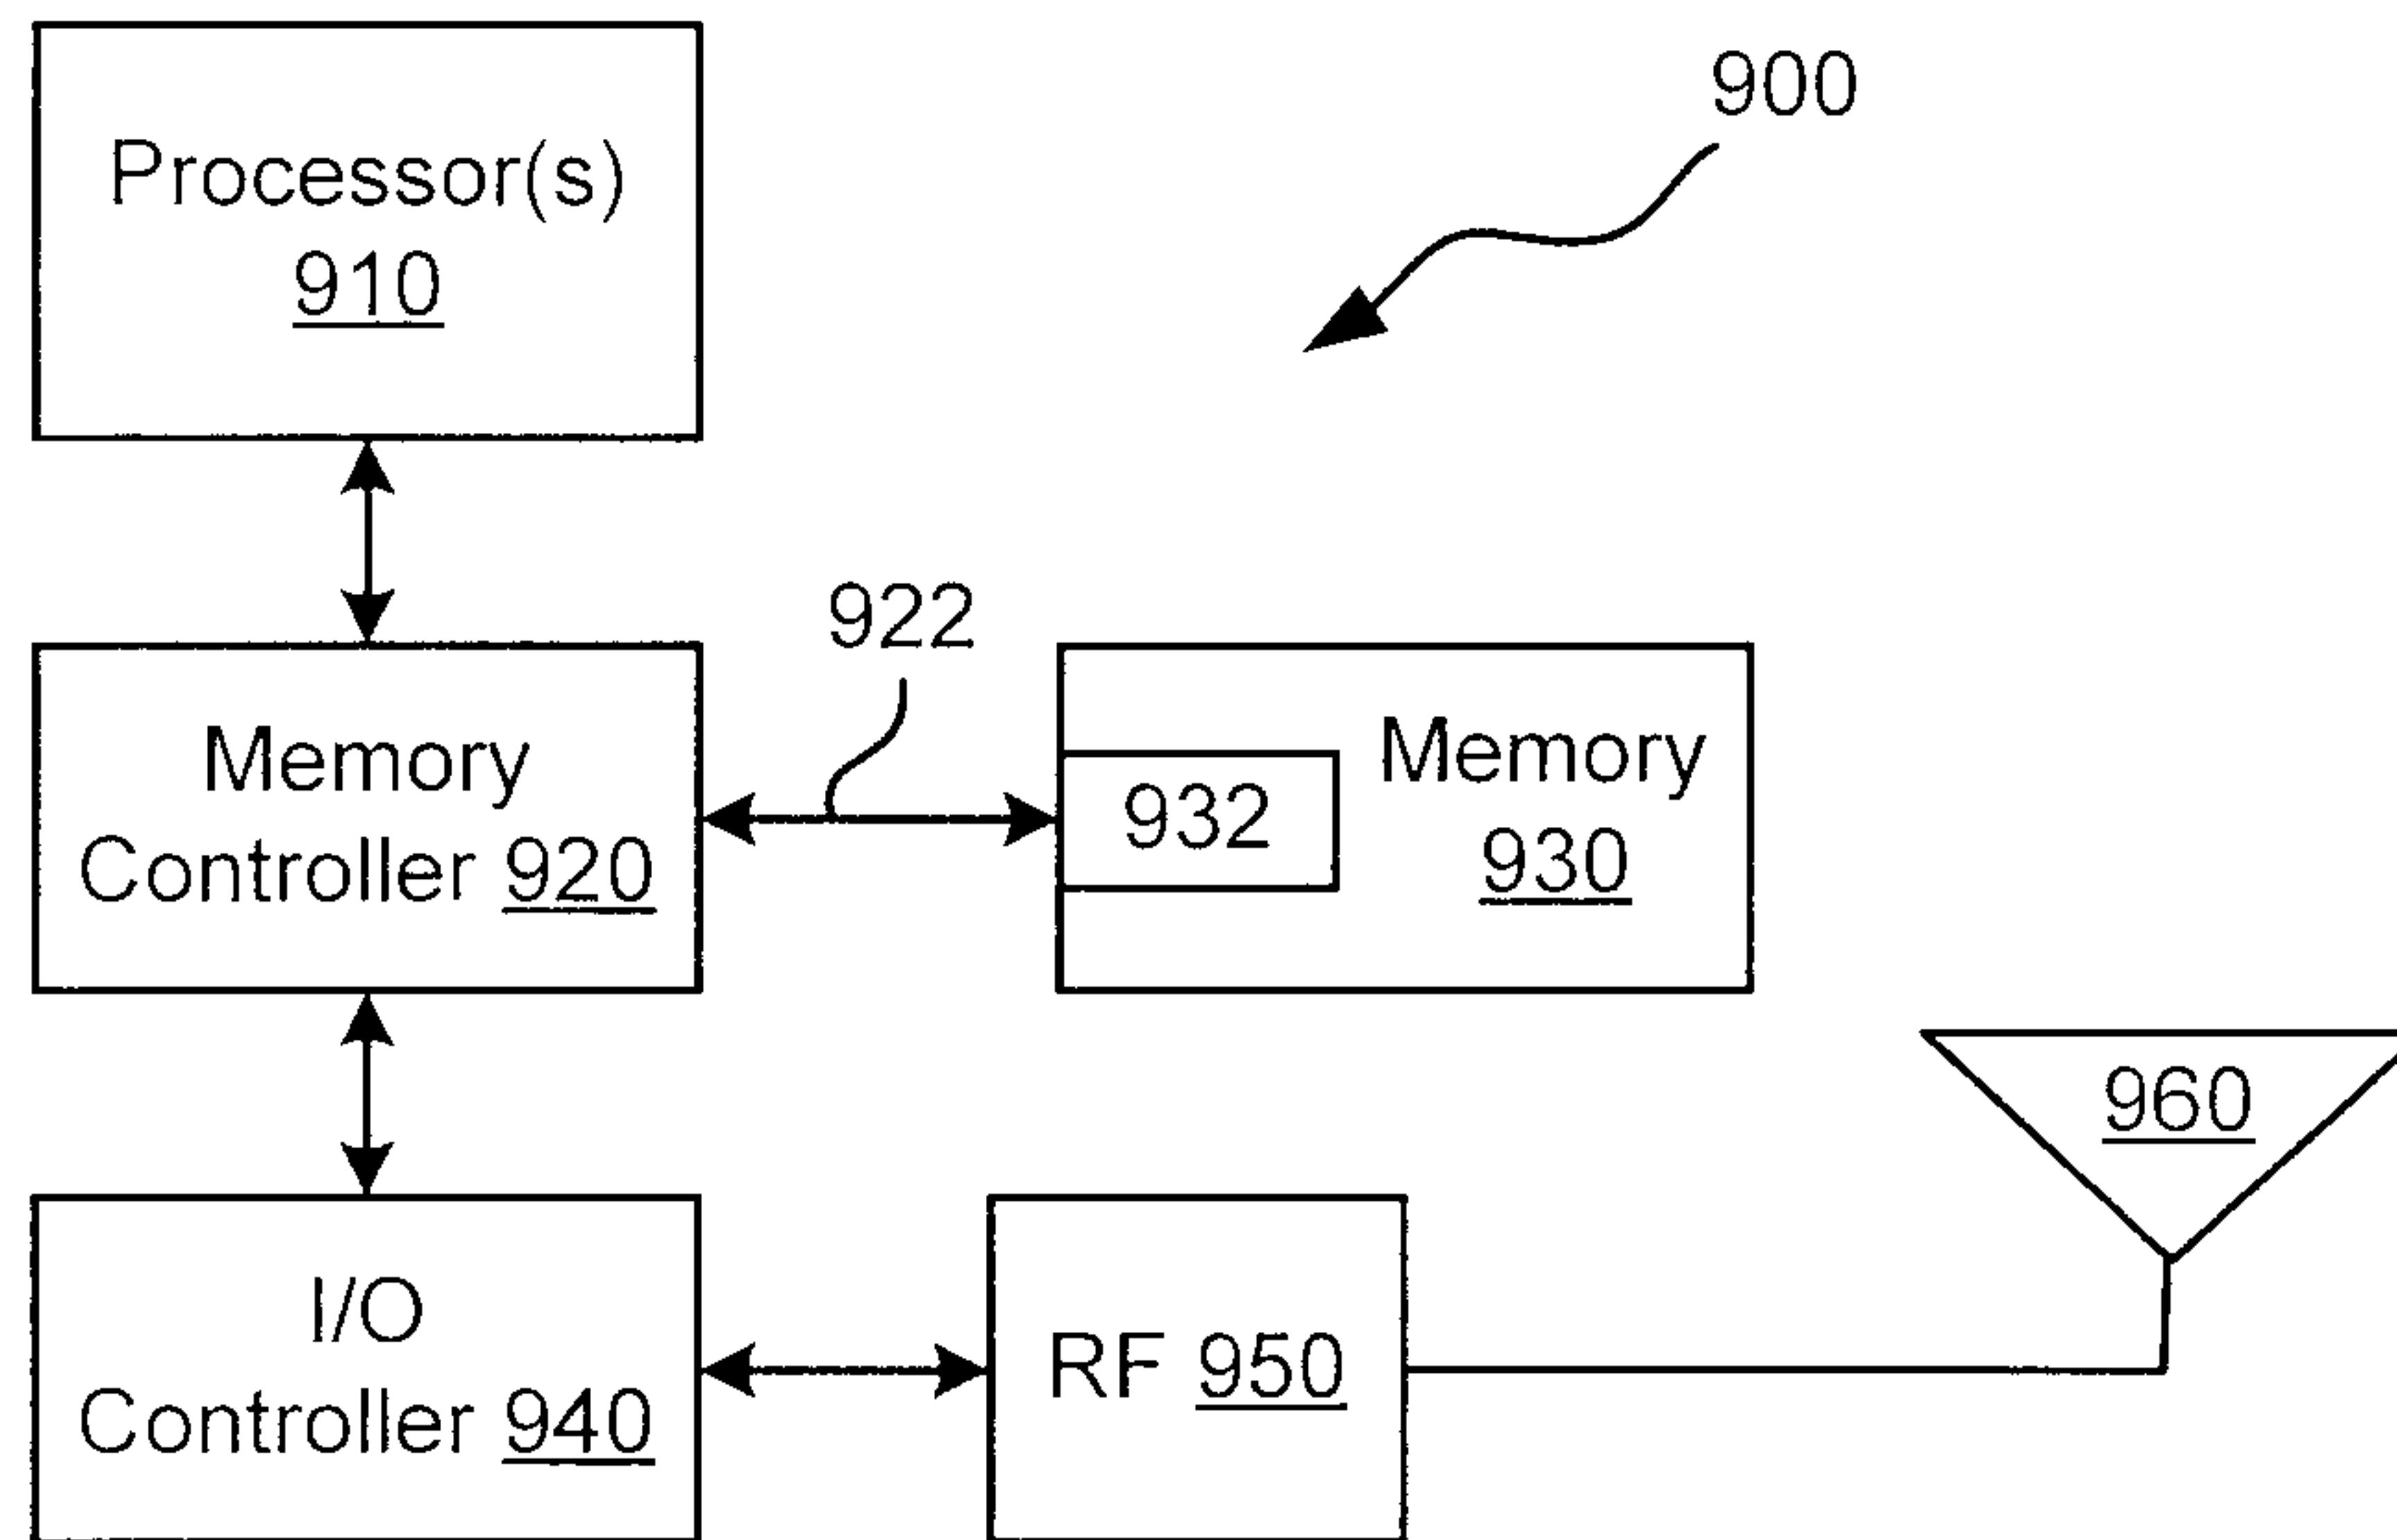 Processor(s)
910
900
922
Memory
Controller 920
932
Memory
930
960
I/O
Controller 940
RF 950